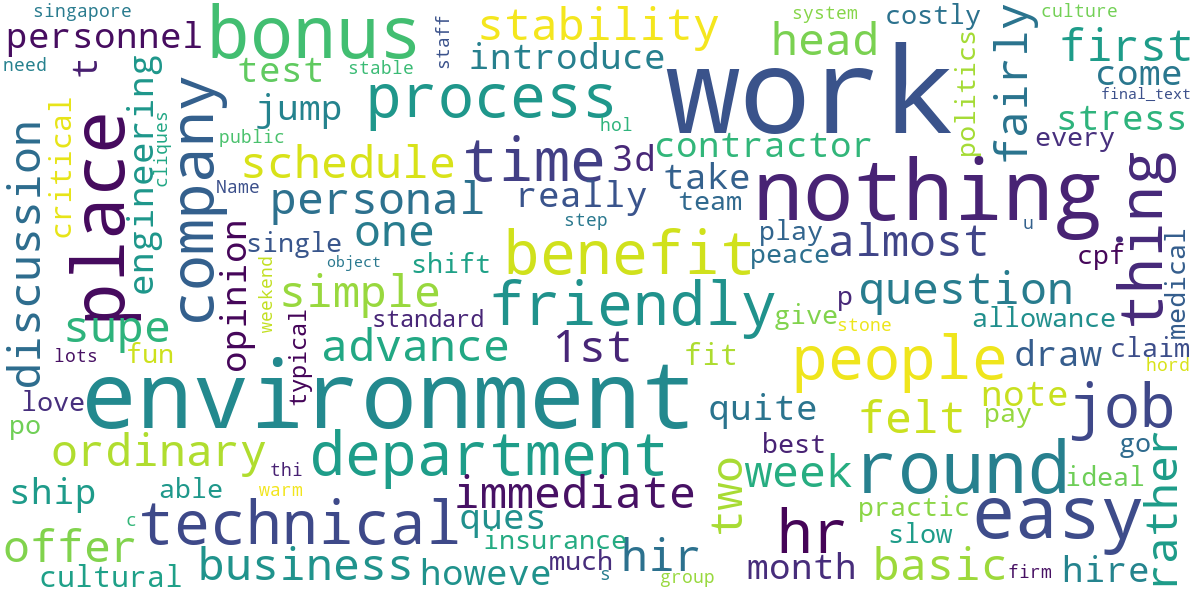 singapore
personnel
need
t
bonus
staff
stability
introduce
system
head
costly
culture
first
come
final_text
work
politics
fairly
stress
every
test
stable
jump
process
hol
contractor
public
company
cliques
engineering
critical
place
discussion
schedule
time
3d
take
team
nothing
Name
personal
really
step
one
single
object
shift
opinion
weekend
benefit
play
peace
almost
u
cpf
thing
medical
simple
friendly
p
question
standard
give
stone
allowance
supe
lots
fun
typical
advance
1st
fit
people
draw
claim
hord
love
environment
quite
felt
note
pay
job
po
ordinary
department
best
go
thi
two
week
round
ideal
rather
ship
able
warm
immediate
c
technical
ques
hr
practic
easy
offer
insurance
slow
cultural
business
howeve
much
s
hir
group
month
basic
firm
hire